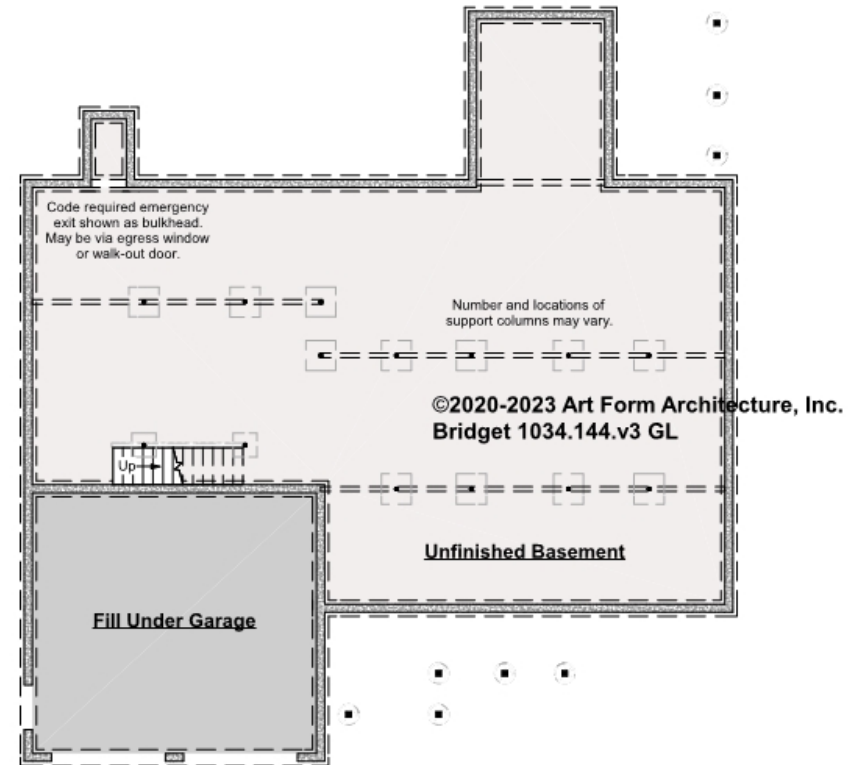 Code required emergency
exit shown as bulkhead.
May be via egress window
or walk-out door.
Number and locations of
support columns may vary.
©2020-2023 Art Form Architecture, Inc.
Bridget 1034.144.v3 GL
Up
Unfinished Basement
Fill Under Garage